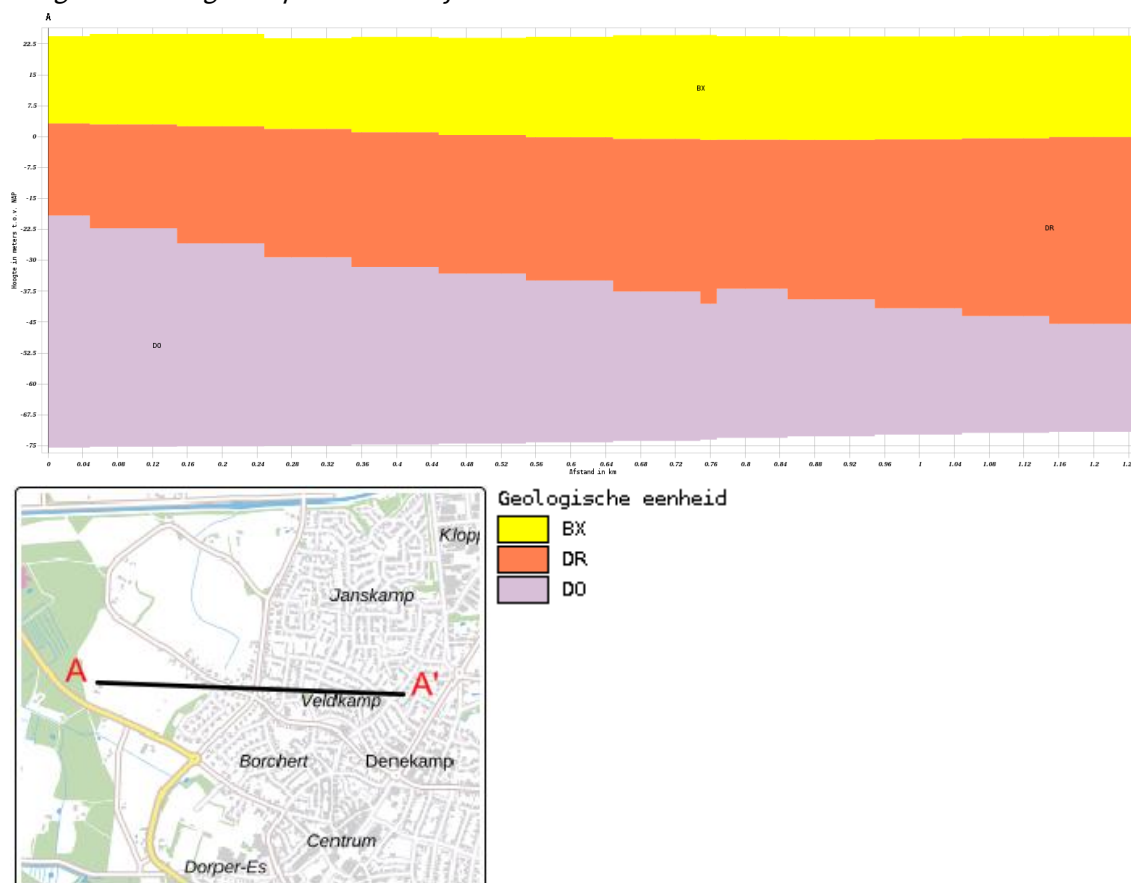 A
22.5
15
7.5
0
-7.5
-15
-22.5
-30
-37.5
-45
-52.5
-60
-67.5
-75
Hoogte in meters t.o.v. NAP
BX
DR
DO
0 0.04 0.08 0.12 0.16 0.2 0.24 0.28 0.32 0.36 0.4 0.44 0.48 0.52 0.56 0.6 0.64 0.68 0.72 0.76 0.8 0.84 0.88 0.92 0.96 1 1.04 1.08 1.12 1.16 1.2
Afstand in km
Geologische eenheid
BX
DR
DO
Klopp
Janskamp
A
A'
Veldkamp
Borchert
Denekamp
Centrum
Dorper-Es